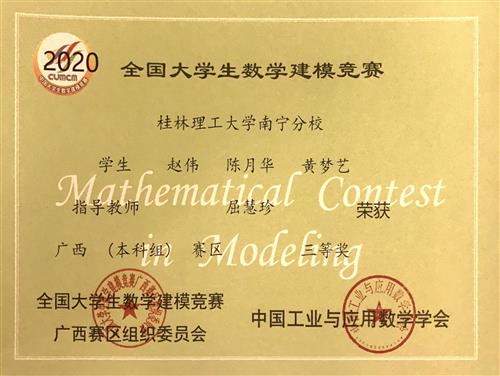 2020
CUMCM
全国大学生数学建模竞赛
桂林理工大学南宁分校
学生 赵伟 陈月华 黄梦艺
Mathematical Contest
指导教师 屈慧珍 荣获
in Modeling
广西 (本科组) 赛区 三等奖
全国大学生数学建模竞赛
广西赛区组织委员会
中国工业与应用数学学会